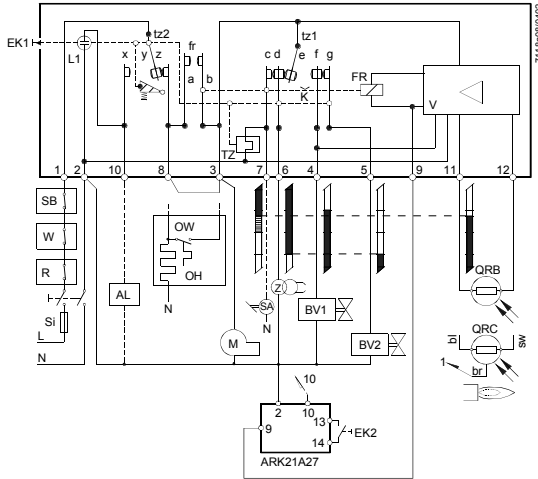 7118s08/0402
tz2
EK1
L1
x
y
z
fr
a
b
tz1
c
d
e
f
g
K
FR
V
TZ
1
2
10
8
3
7
6
4
5
9
11
12
SB
W
R
Si
L
N
AL
OW
OH
N
M
SA
N
Z
BV1
BV2
QRB
QRC
bl
sw
br
1
10
2
10
9
13
14
EK2
ARK21A27